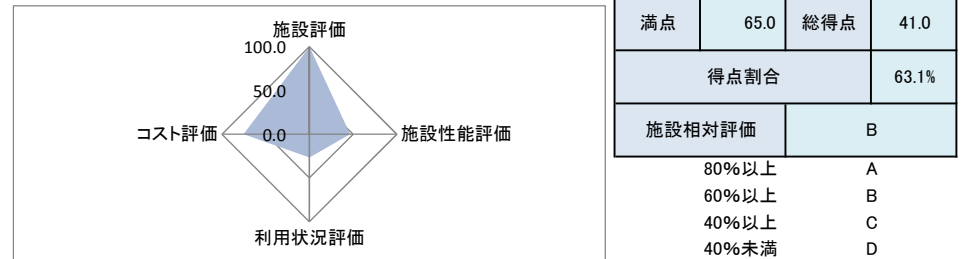 施設評価
100.0
50.0
0.0
コスト評価
施設性能評価
利用状況評価
満点 65.0 総得点 41.0
得点割合 63.1%
施設相対評価 B
80%以上 A
60%以上 B
40%以上 C
40%未満 D